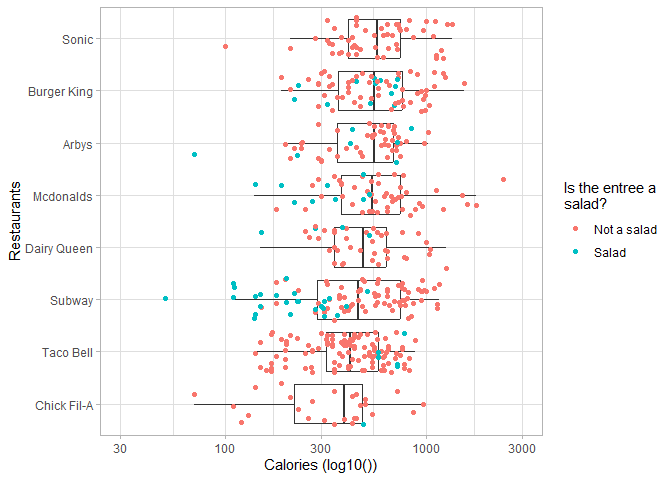 Restaurants
Sonic
Burger King
Arbys
Mcdonalds
Dairy Queen
Subway
Taco Bell
Chick Fil-A
30
100
300
1000
3000
Calories (log10())
Is the entree a
salad?
Not a salad
Salad